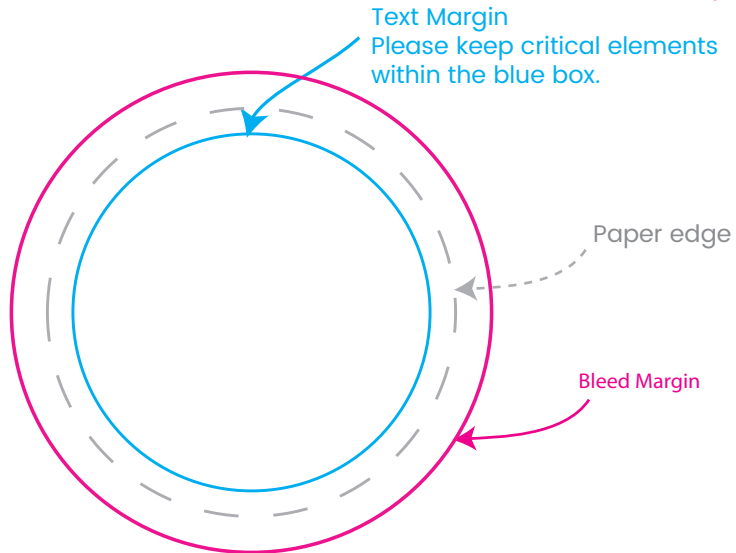 Text Margin
Please keep critical elements
within the blue box.
Paper edge
Bleed Margin